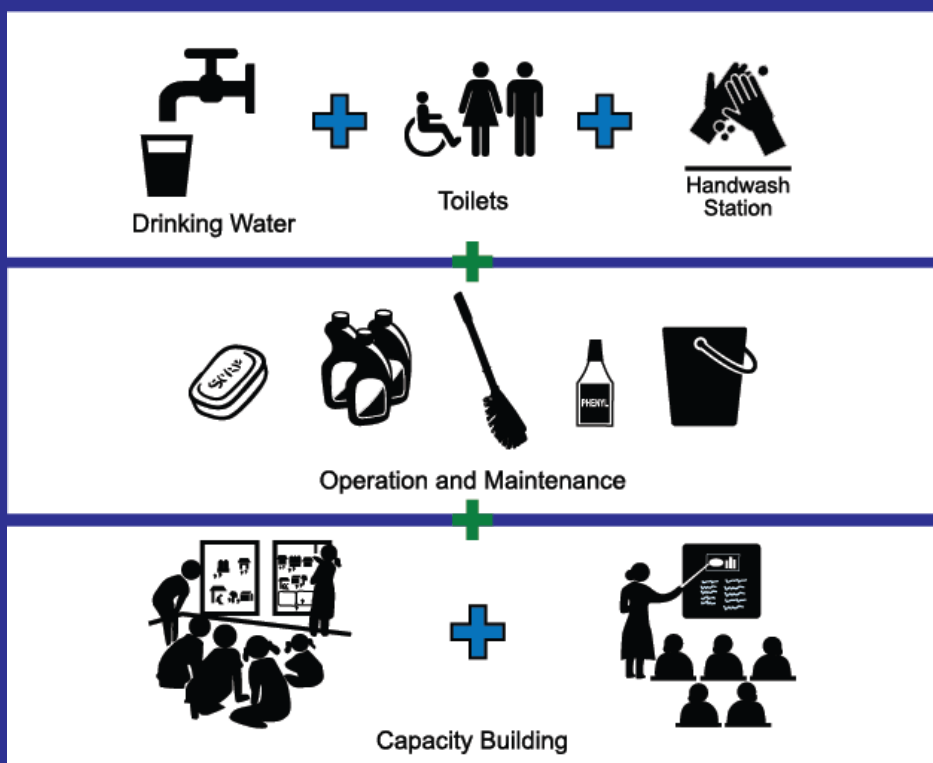 Drinking Water
Toilets
Handwash
Station
SOAP
PHENYL
Operation and Maintenance
Capacity Building